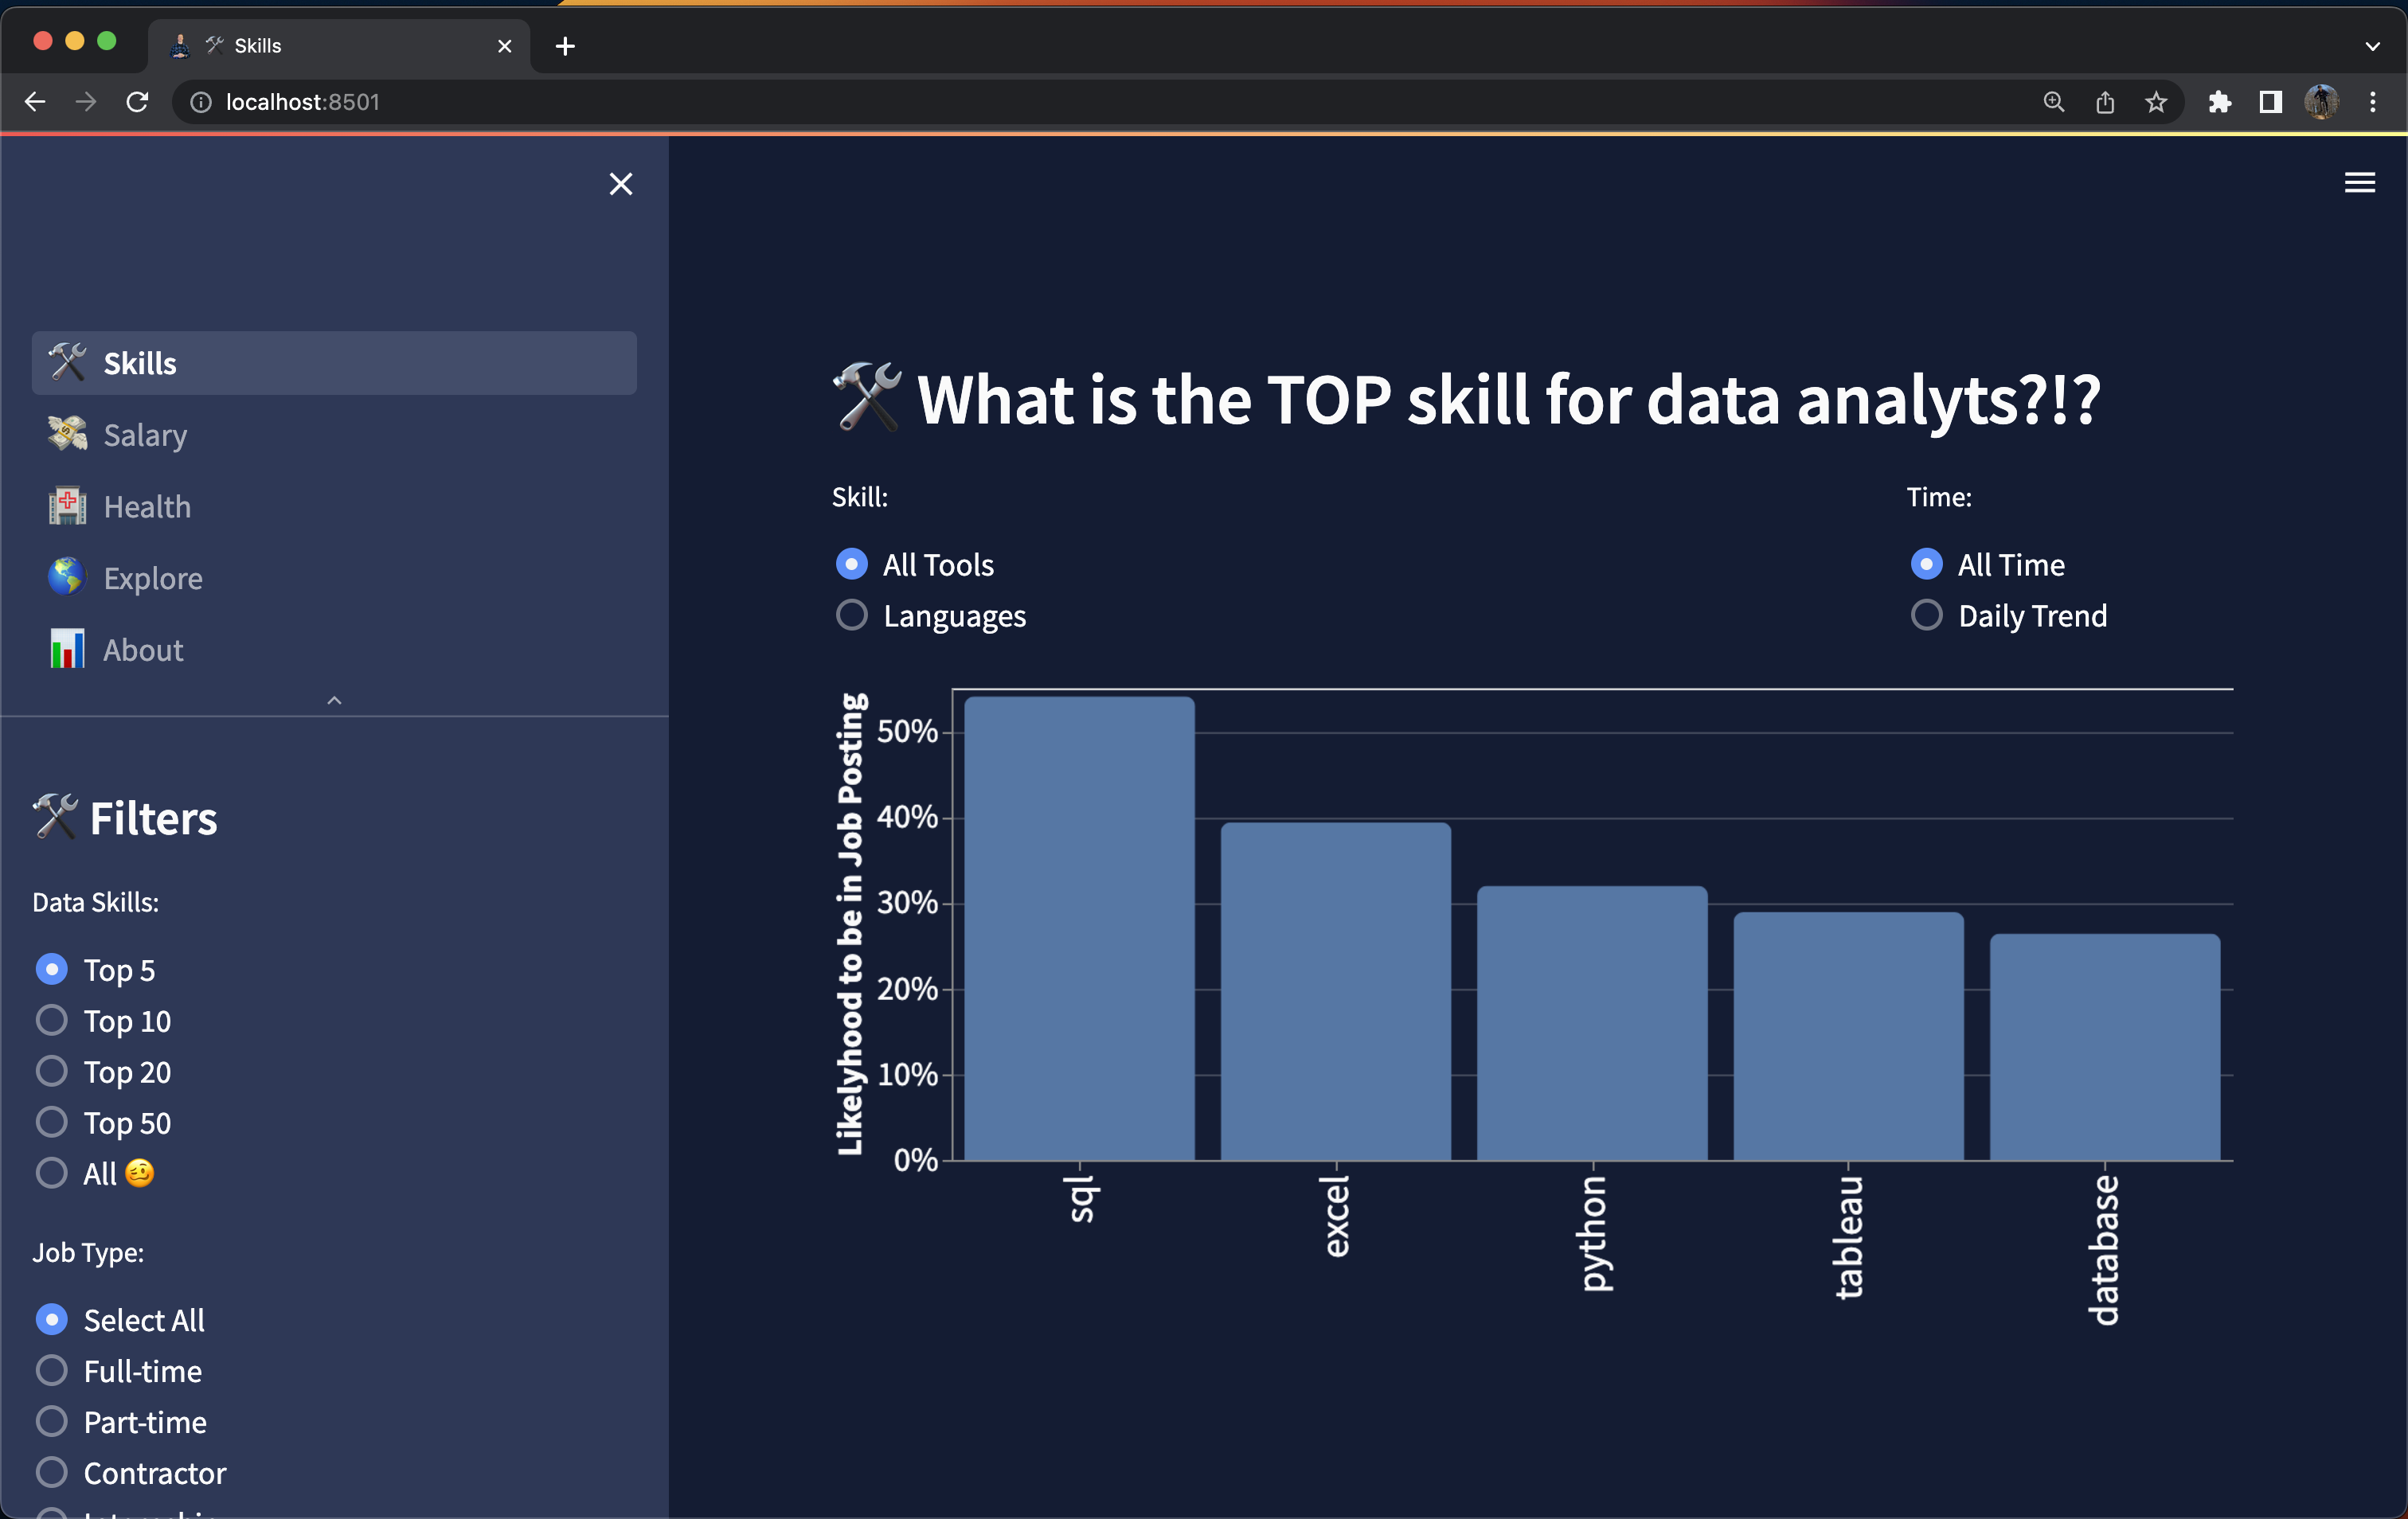 Skills
localhost:8501
Skills
Salary
Health
Explore
About
Filters
Data Skills:
Top 5
Top 10
Top 20
Top 50
All
Job Type:
Select All
Full-time
Part-time
Contractor
What is the TOP skill for data analyts?!?
Skill:
All Tools
Languages
Time:
All Time
Daily Trend
Likelyhood to be in Job Posting
50%
40%
30%
20%
10%
0%
sql
excel
python
tableau
database